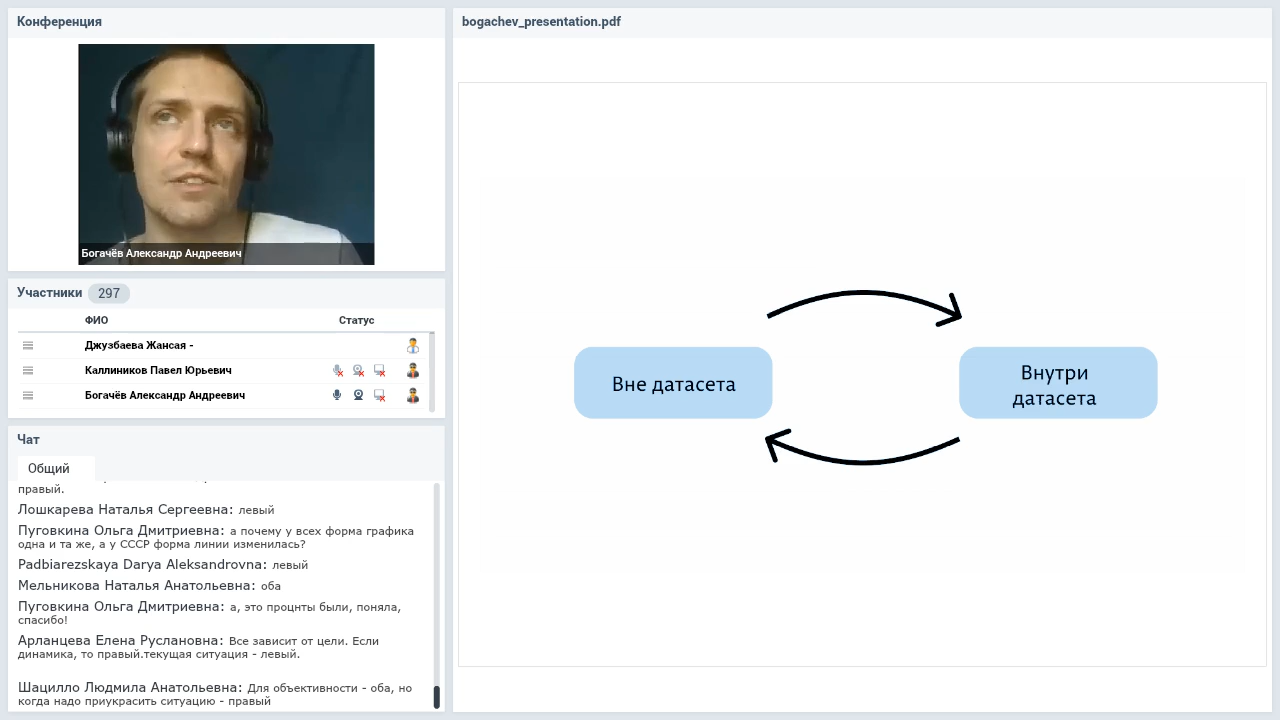 Конференция
Богачёв Александр Андреевич
Участники 297
ФИО Статус
Джузбаева Жансая -
Каллиников Павел Юрьевич
Богачёв Александр Андреевич
Чат
Общий
правый.
Лошкарева Наталья Сергеевна: левый
Пуговкина Ольга Дмитриевна: а почему у всех форма графика
одна и та же, а у СССР форма линии изменилась?
Padbiarezskaya Darya Aleksandrovna: левый
Мельникова Наталья Анатольевна: оба
Пуговкина Ольга Дмитриевна: а, это процнты были, поняла,
спасибо!
Арланцева Елена Руслановна: Все зависит от цели. Если
динамика, то правый.текущая ситуация - левый.
Шацилло Людмила Анатольевна: Для объективности - оба, но
когда надо приукрасить ситуацию - правый
bogachev_presentation.pdf
Вне датасета
Внутри
датасета